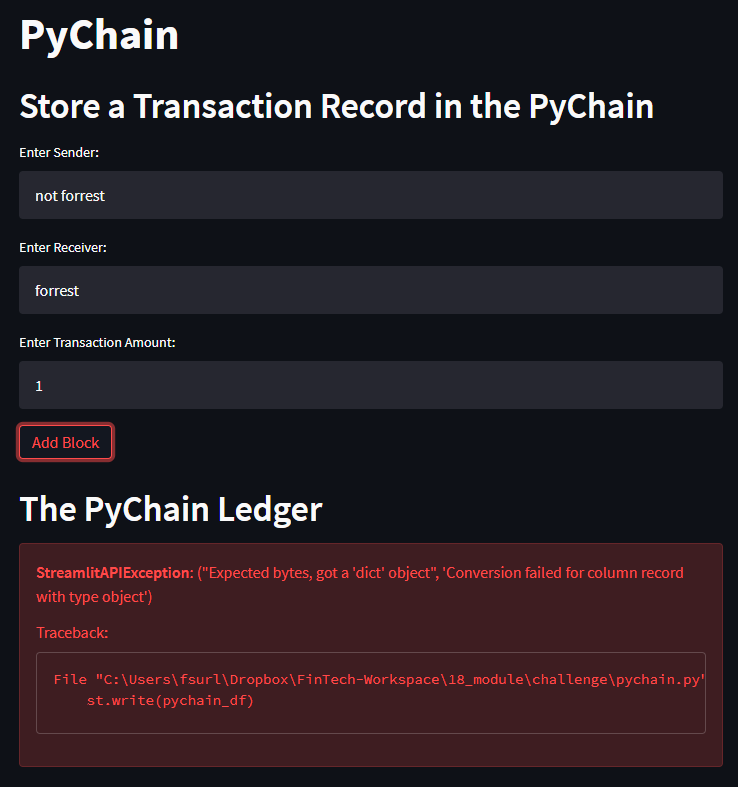 PyChain
Store a Transaction Record in the PyChain
Enter Sender:
not forrest
Enter Receiver:
forrest
Enter Transaction Amount:
1
Add Block
The PyChain Ledger
StreamlitAPIException: ("Expected bytes, got a 'dict' object", 'Conversion failed for column record
with type object')
Traceback:
File "C:\Users\fsurl\Dropbox\FinTech-Workspace\18_module\challenge\pychain.py"
st.write(pychain_df)